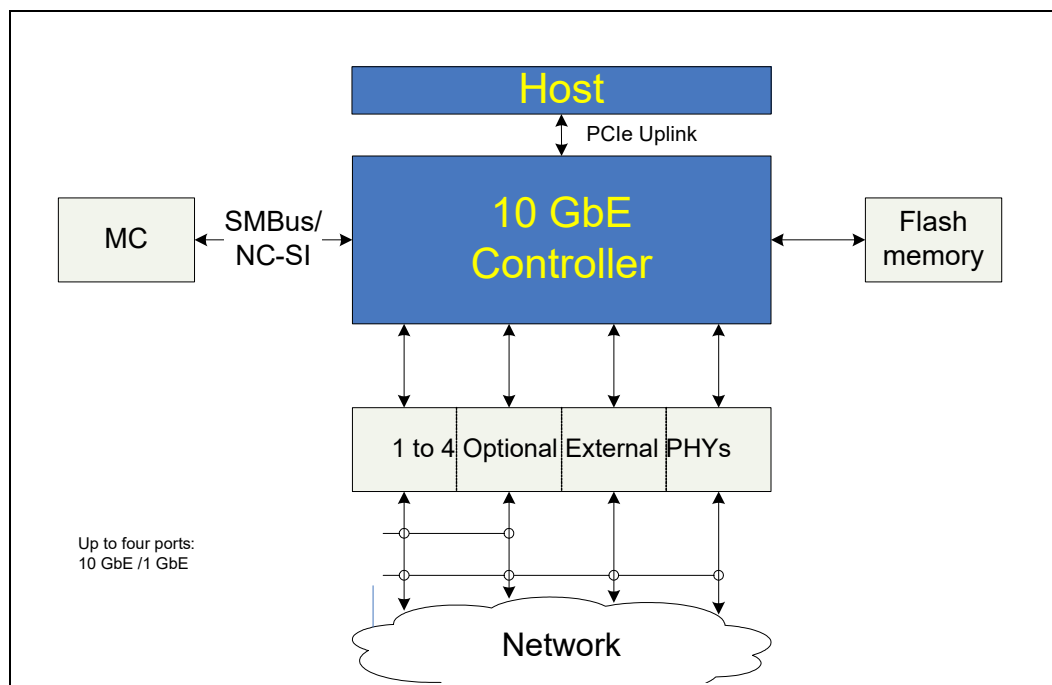 Host
PCIe Uplink
10 GbE
Controller
MC
SMBus/
NC-SI
Flash
memory
1 to 4 Optional External PHYs
Up to four ports:
10 GbE /1 GbE
Network